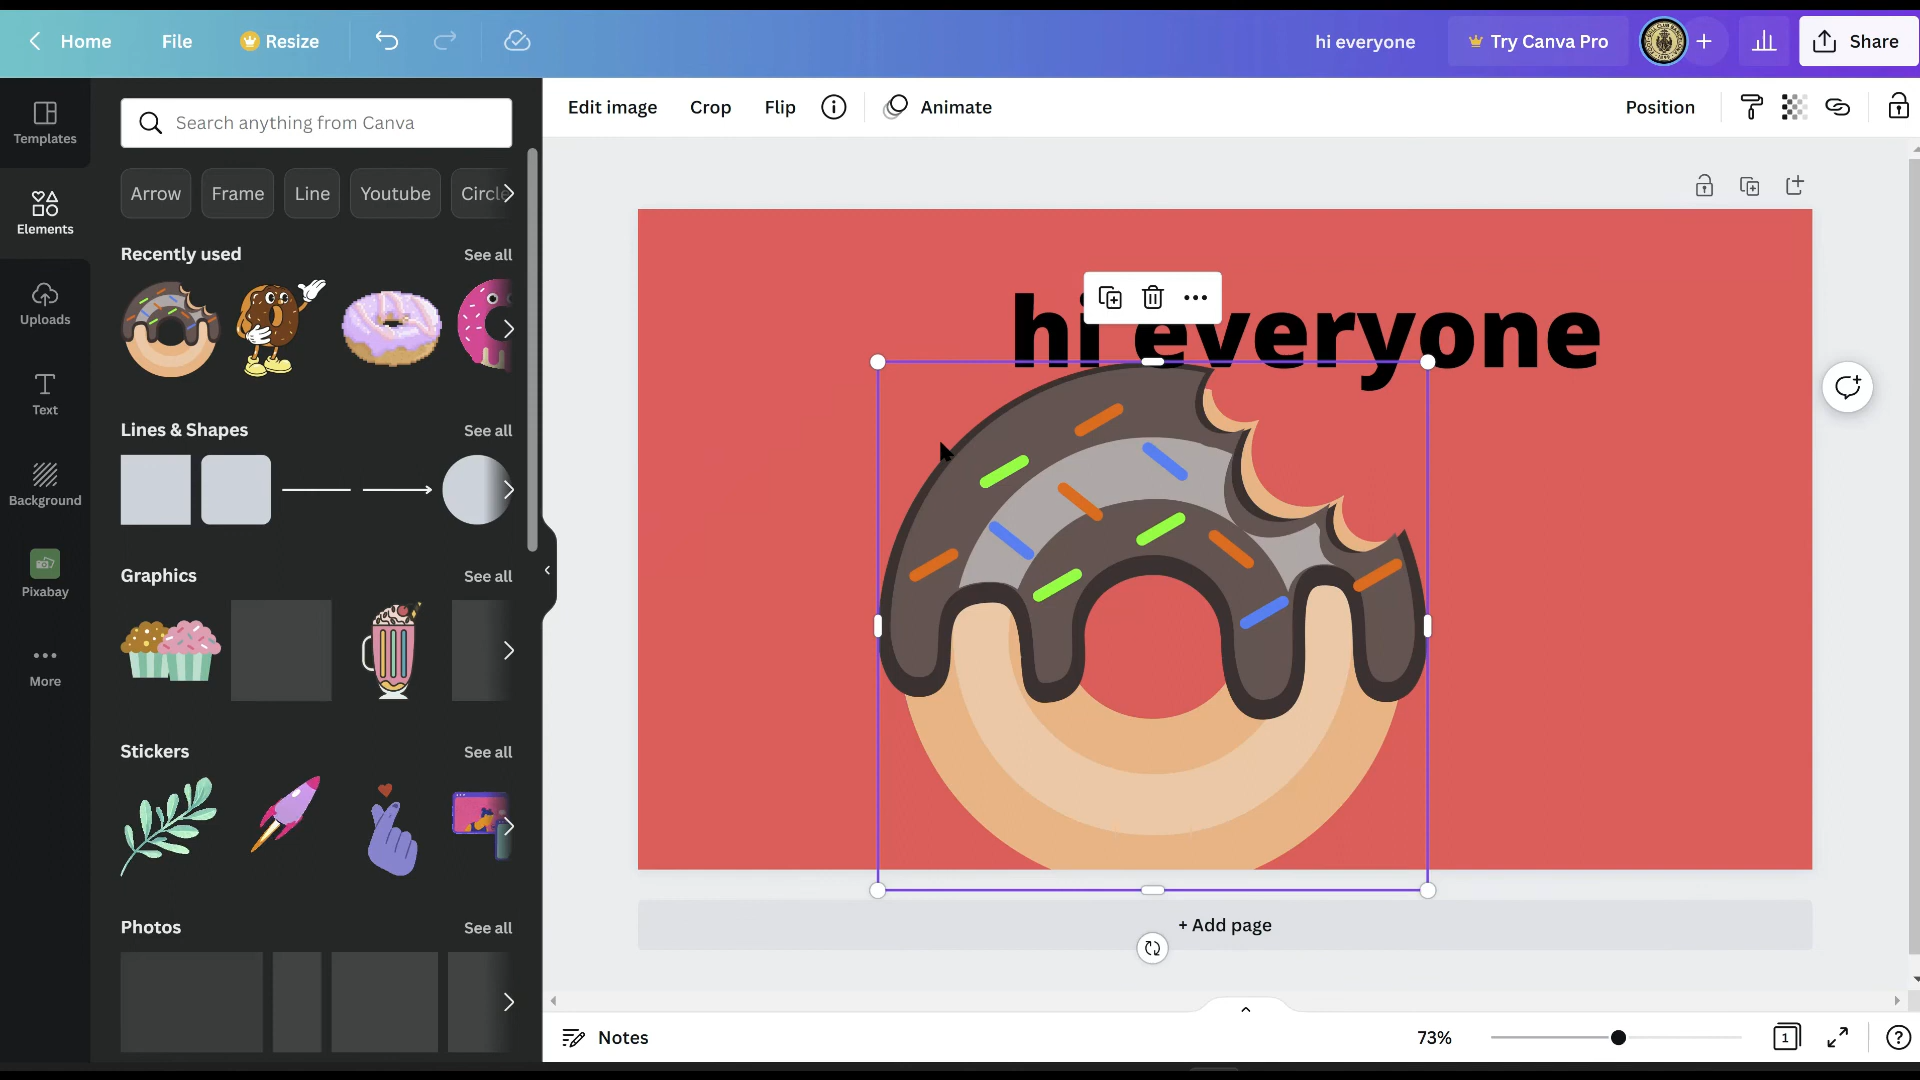 Home File Resize hi everyone Try Canva Pro Share
Templates
Elements
Uploads
Text
Background
Pixabay
More
Search anything from Canva
Arrow Frame Line Youtube Circle
Recently used See all
Lines & Shapes See all
Graphics See all
Stickers See all
Photos See all
Edit image Crop Flip Animate Position
hi everyone
+ Add page
Notes 73% 1